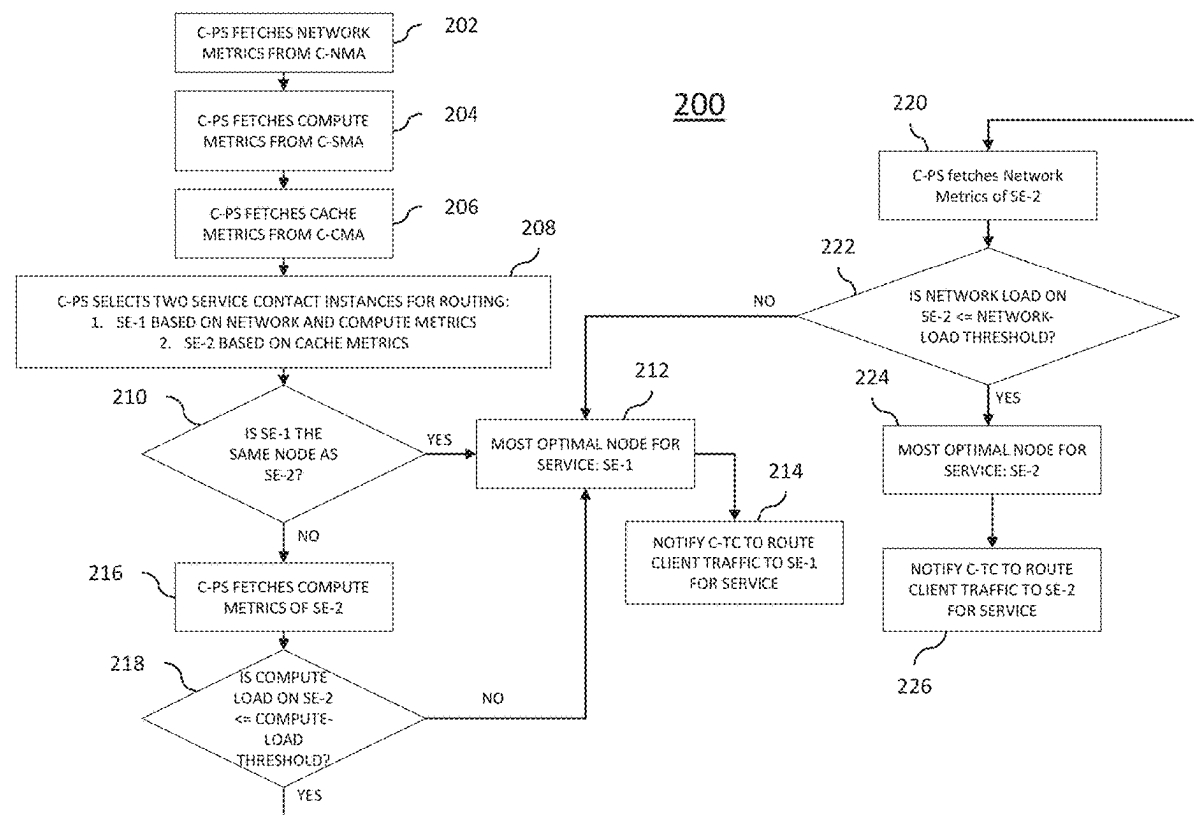 C-PS FETCHES NETWORK
METRICS FROM C-NMA
202
C-PS FETCHES COMPUTE
METRICS FROM C-SMA
204
C-PS FETCHES CACHE
METRICS FROM C-CMA
206
208
C-PS SELECTS TWO SERVICE CONTACT INSTANCES FOR ROUTING:
1. SE-1 BASED ON NETWORK AND COMPUTE METRICS
2. SE-2 BASED ON CACHE METRICS
210
IS SE-1 THE
SAME NODE AS
SE-2?
YES
NO
212
MOST OPTIMAL NODE FOR
SERVICE: SE-1
214
NOTIFY C-TC TO ROUTE
CLIENT TRAFFIC TO SE-1
FOR SERVICE
216
C-PS FETCHES COMPUTE
METRICS OF SE-2
218
IS COMPUTE
LOAD ON SE-2
<= COMPUTE-
LOAD
THRESHOLD?
NO
YES
200
220
C-PS fetches Network
Metrics of SE-2
222
IS NETWORK LOAD ON
SE-2 <= NETWORK-
LOAD THRESHOLD?
NO
YES
224
MOST OPTIMAL NODE FOR
SERVICE: SE-2
NOTIFY C-TC TO ROUTE
CLIENT TRAFFIC TO SE-2
FOR SERVICE
226